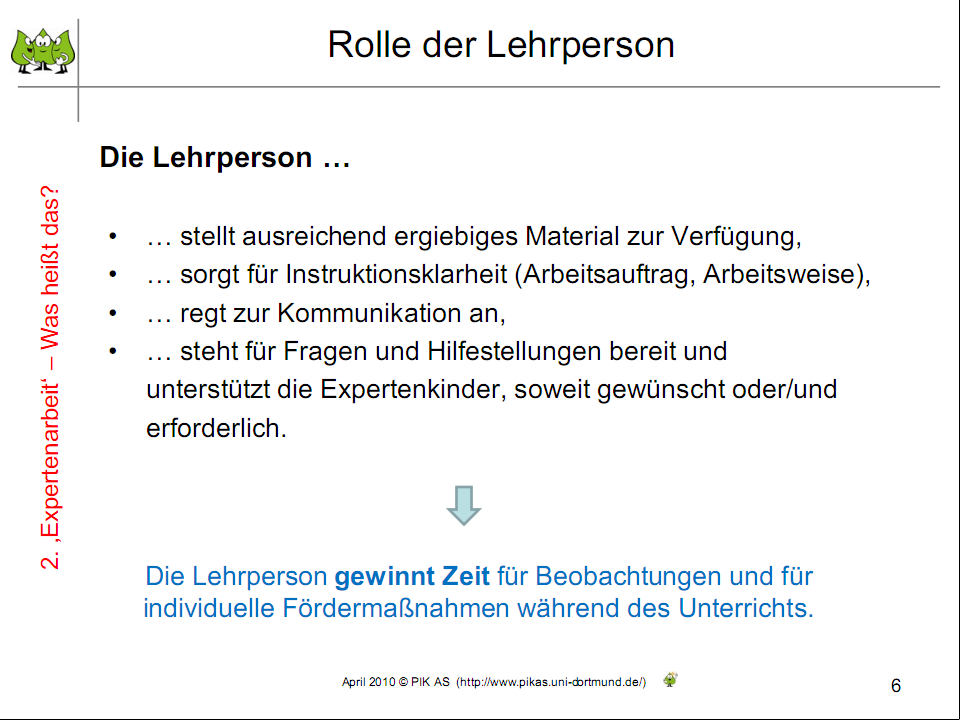 Rolle der Lehrperson
2. ‚Expertenarbeit‘ – Was heißt das?
Die Lehrperson …
• … stellt ausreichend ergiebiges Material zur Verfügung,
• … sorgt für Instruktionsklarheit (Arbeitsauftrag, Arbeitsweise),
• … regt zur Kommunikation an,
• … steht für Fragen und Hilfestellungen bereit und
unterstützt die Expertenkinder, soweit gewünscht oder/und
erforderlich.
Die Lehrperson gewinnt Zeit für Beobachtungen und für
individuelle Fördermaßnahmen während des Unterrichts.
April 2010 © PIK AS (http://www.pikas.uni-dortmund.de/)
6